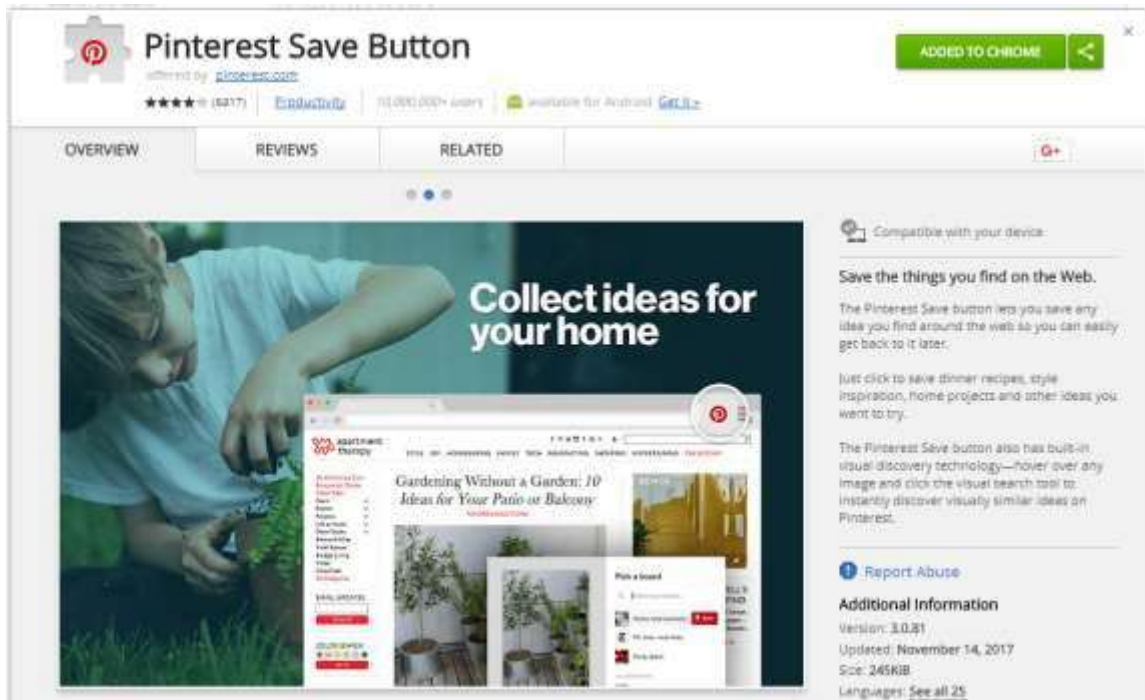 Pinterest Save Button
offered by pinterest.com
(6217) Productivity 10,000,000+ users available for Android Get it »
ADDED TO CHROME
OVERVIEW REVIEWS RELATED
G+
Collect ideas for
your home
apartment
therapy
Gardening Without a Garden: 10
Ideas for Your Patio or Balcony
EMAIL UPDATES
Pick a board
Compatible with your device
Save the things you find on the Web.
The Pinterest Save button lets you save any
idea you find around the web so you can easily
get back to it later.
Just click to save dinner recipes, style
inspiration, home projects and other ideas you
want to try.
The Pinterest Save button also has built-in
visual discovery technology—hover over any
image and click the visual search tool to
instantly discover visually similar ideas on
Pinterest.
Report Abuse
Additional Information
Version: 3.0.81
Updated: November 14, 2017
Size: 245KiB
Languages: See all 25